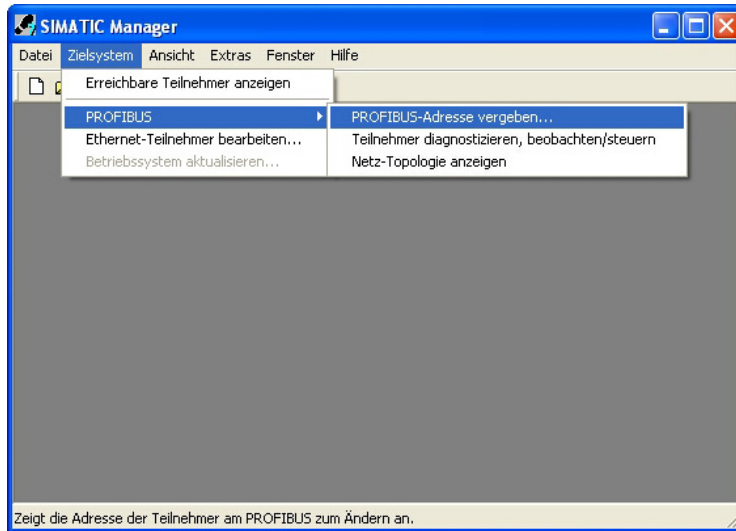 SIMATIC Manager
Datei Zielsystem Ansicht Extras Fenster Hilfe
Erreichbare Teilnehmer anzeigen
PROFIBUS
Ethernet-Teilnehmer bearbeiten...
Betriebssystem aktualisieren...
PROFIBUS-Adresse vergeben...
Teilnehmer diagnostizieren, beobachten/steuern
Netz-Topologie anzeigen
Zeigt die Adresse der Teilnehmer am PROFIBUS zum Ändern an.